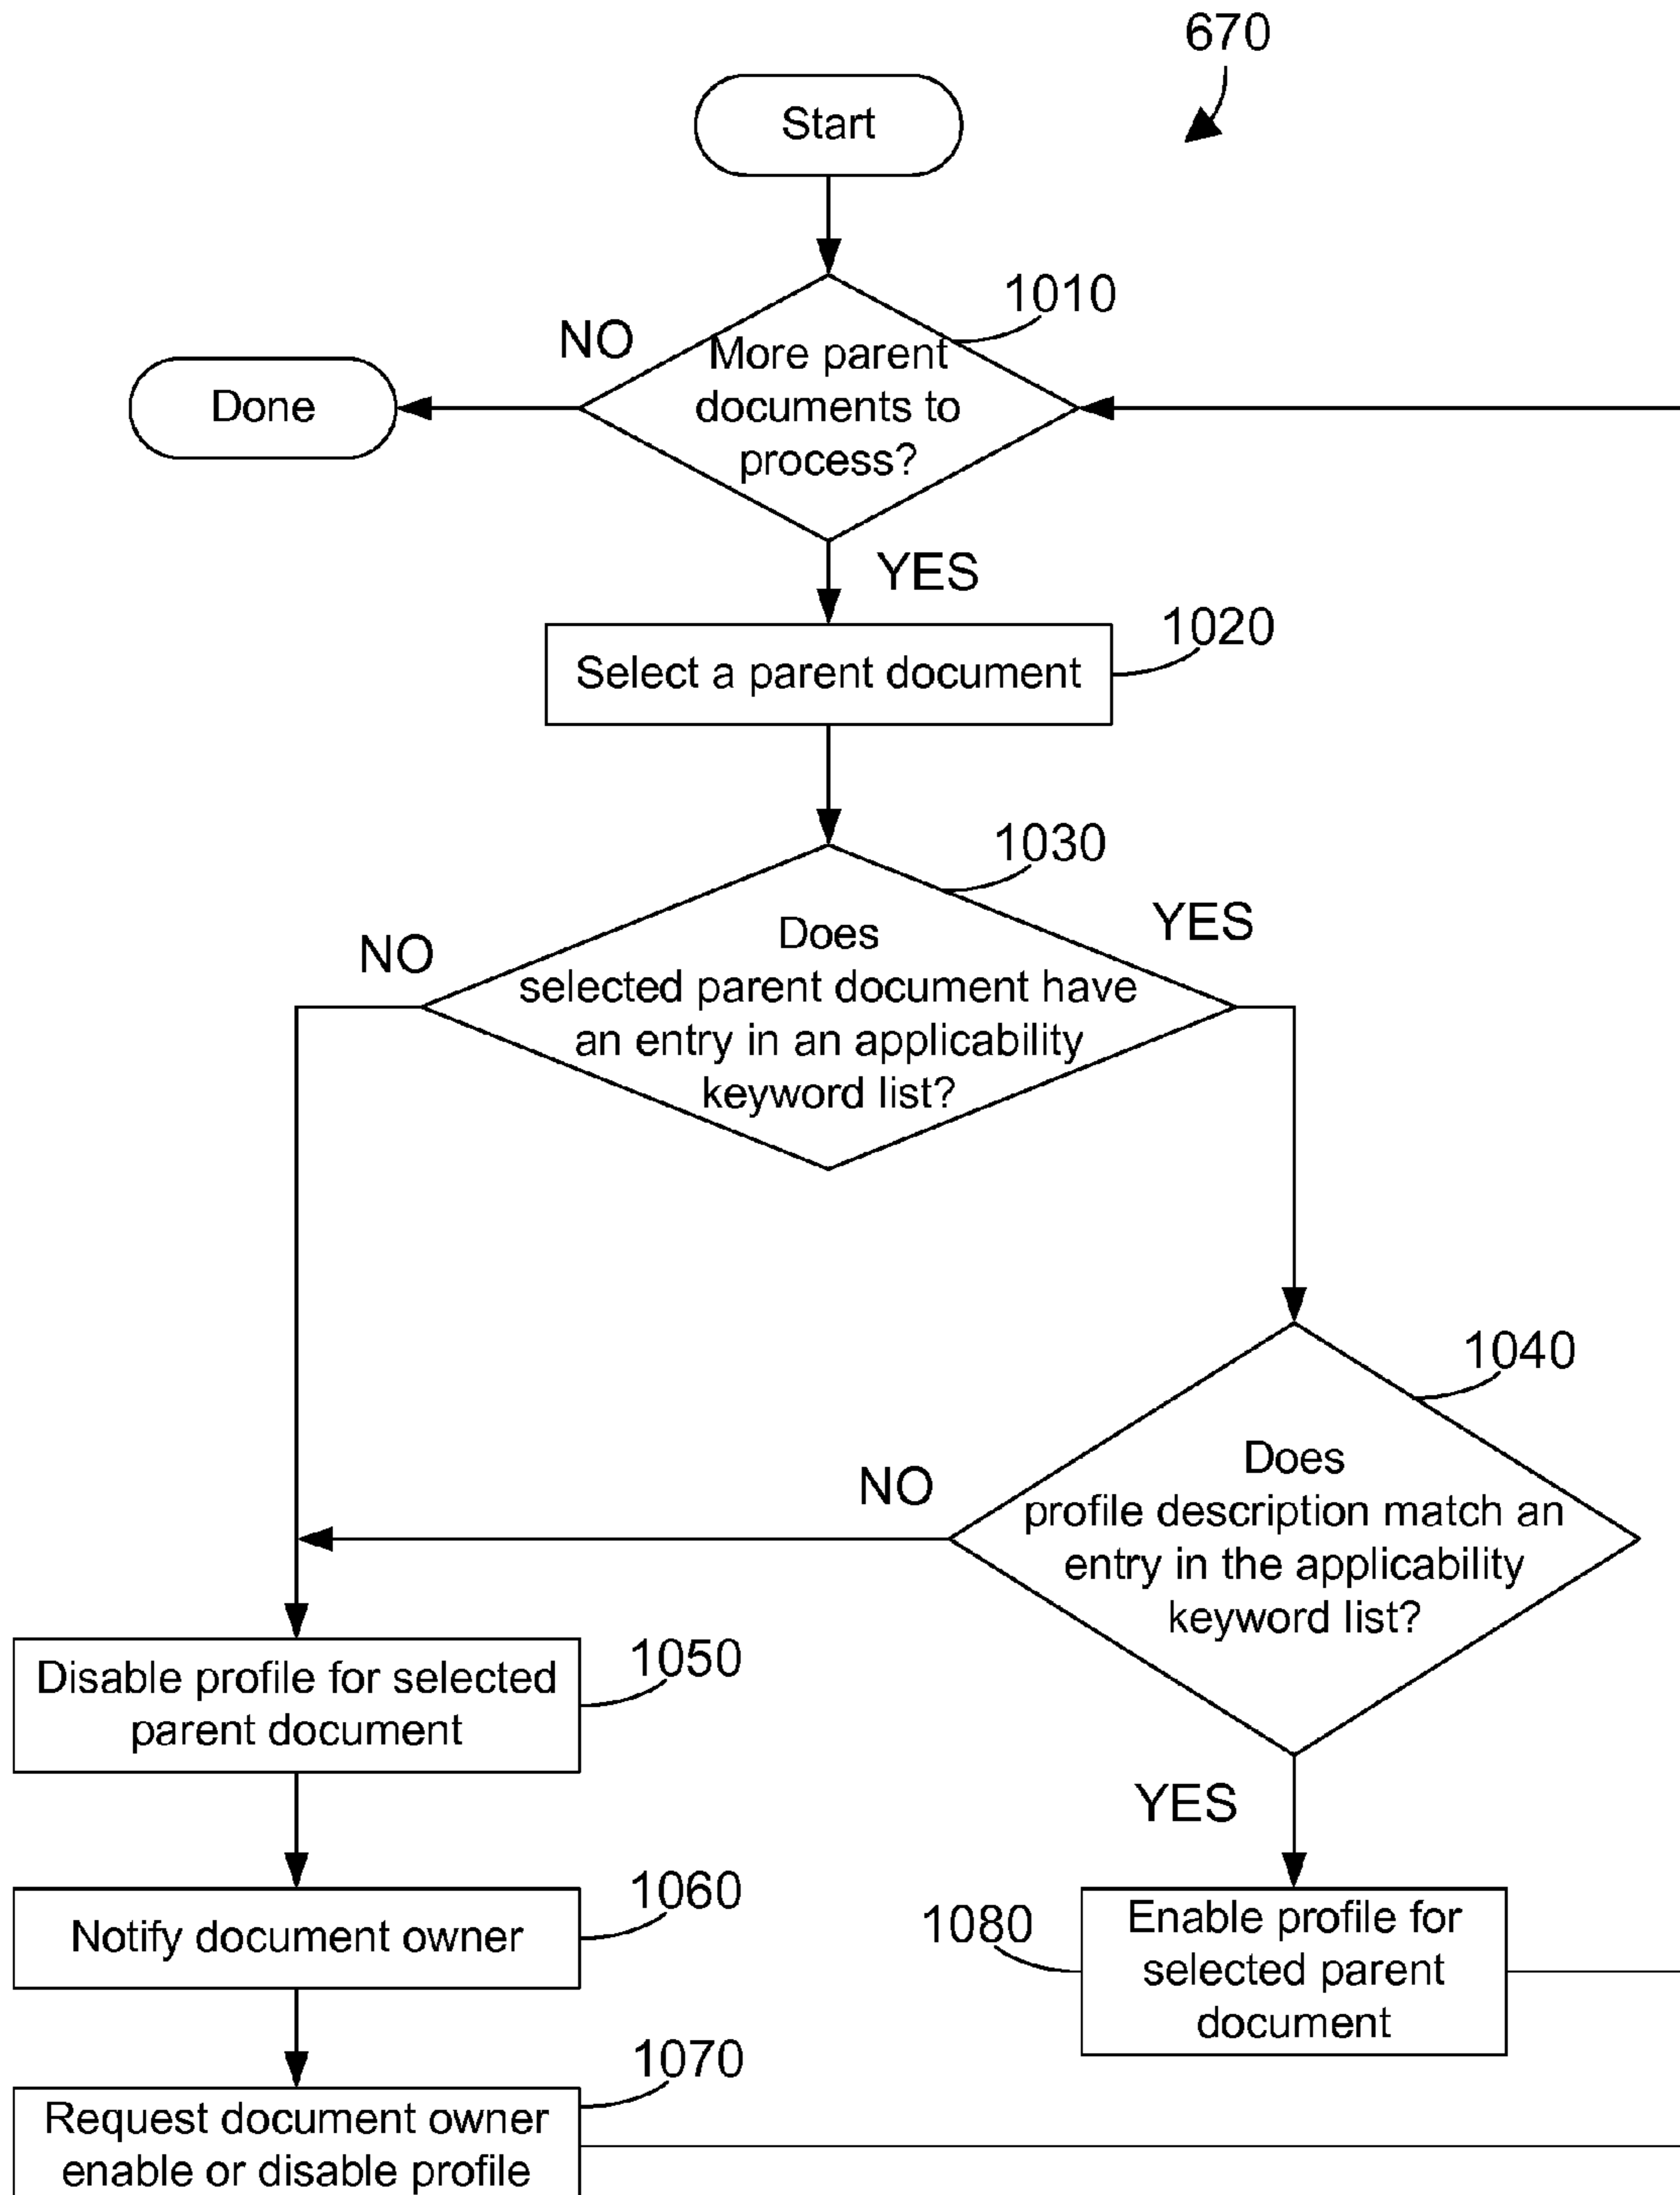 670
Start
1010
NO
More parent
documents to
process?
Done
YES
1020
Select a parent document
1030
NO
YES
Does
selected parent document have
an entry in an applicability
keyword list?
1040
NO
Does
profile description match an
entry in the applicability
keyword list?
1050
Disable profile for selected
parent document
YES
1060
Notify document owner
1080
Enable profile for
selected parent
document
1070
Request document owner
enable or disable profile